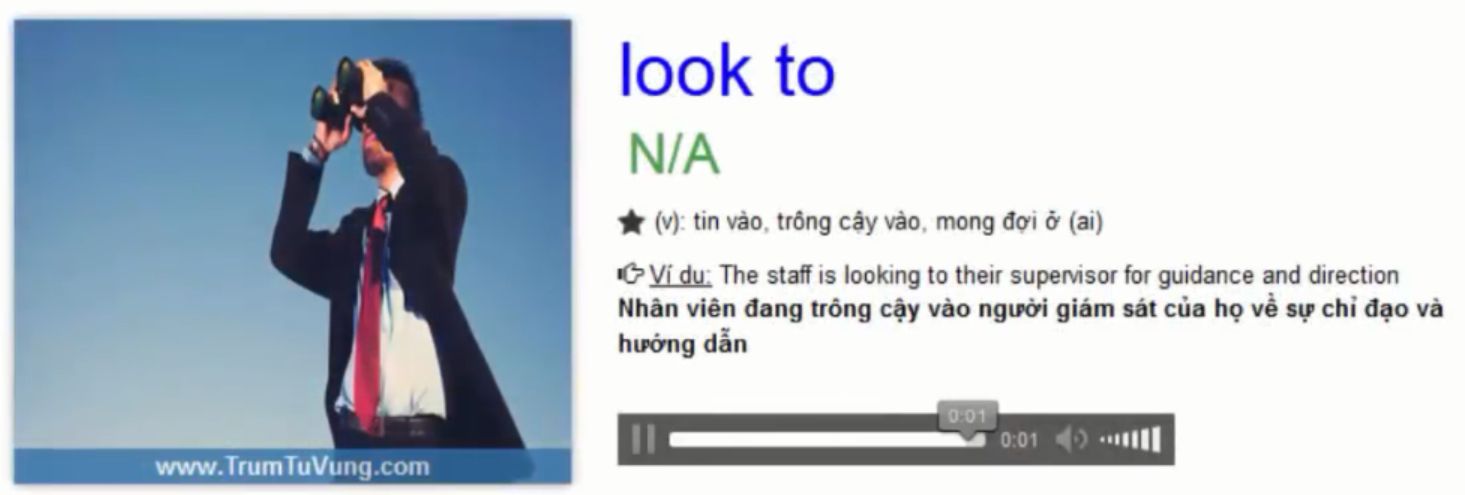 look to
N/A
★ (v): tin vào, trông cậy vào, mong đợi ở (ai)
Ví du: The staff is looking to their supervisor for guidance and direction
Nhân viên đang trông cậy vào người giám sát của họ về sự chỉ đạo và
hướng dẫn
0:01
0:01
www.TrumTuVung.com